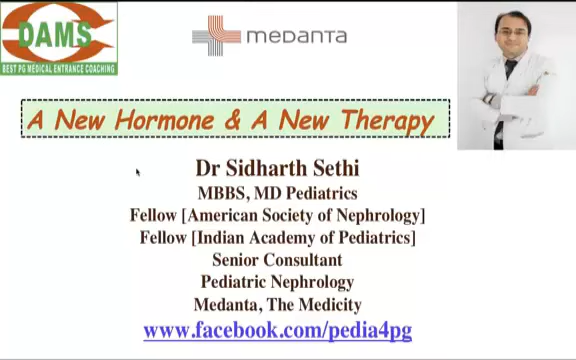 DAMS
BEST PG MEDICAL ENTRANCE COACHING
medanta
A New Hormone & A New Therapy
Dr Sidharth Sethi
MBBS, MD Pediatrics
Fellow [American Society of Nephrology]
Fellow [Indian Academy of Pediatrics]
Senior Consultant
Pediatric Nephrology
Medanta, The Medicity
www.facebook.com/pedia4pg